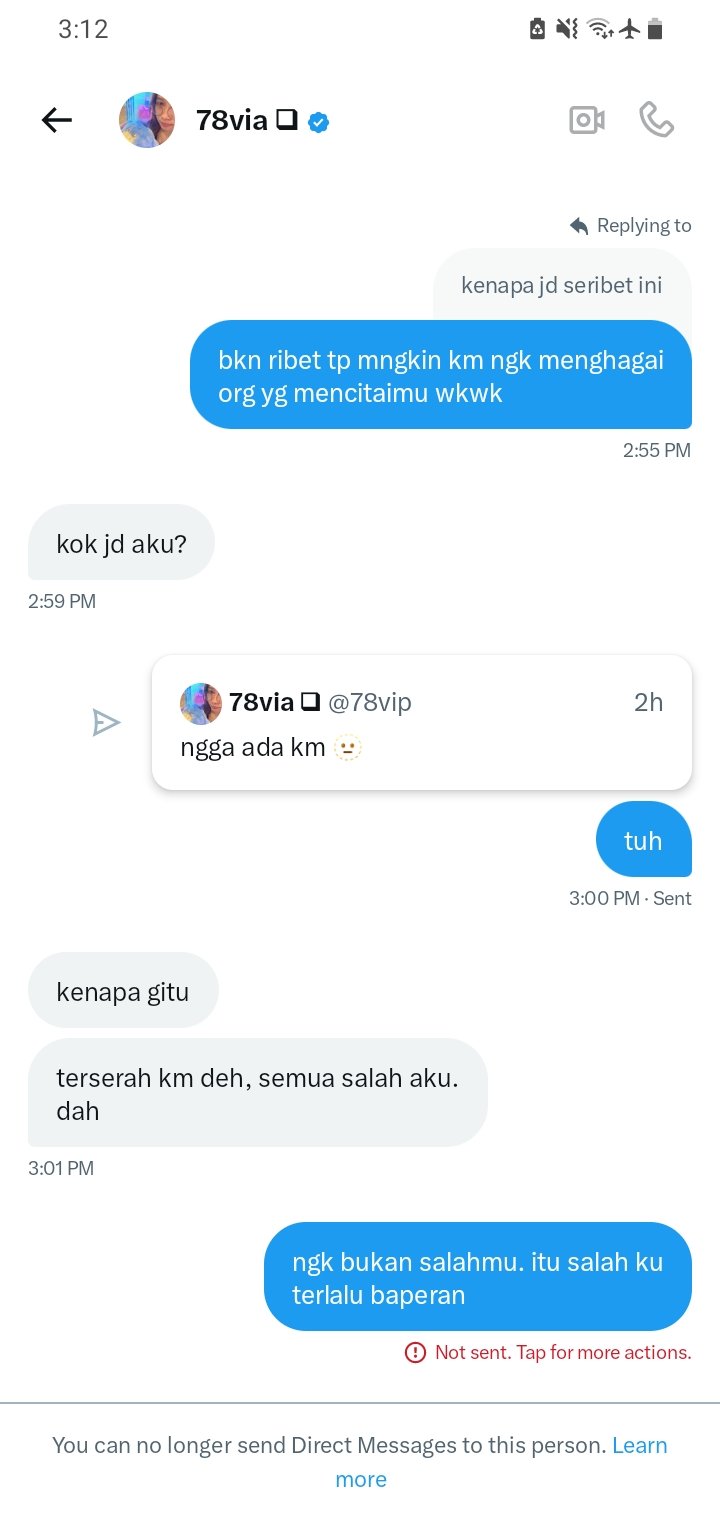 3:12
78via ❏
Replying to
kenapa jd seribet ini
bkn ribet tp mngkin km ngk menghagai
org yg mencitaimu wkwk
2:55 PM
kok jd aku?
2:59 PM
78via ❏ @78vip 2h
ngga ada km 🫥
tuh
3:00 PM · Sent
kenapa gitu
terserah km deh, semua salah aku.
dah
3:01 PM
ngk bukan salahmu. itu salah ku
terlalu baperan
Not sent. Tap for more actions.
You can no longer send Direct Messages to this person. Learn
more